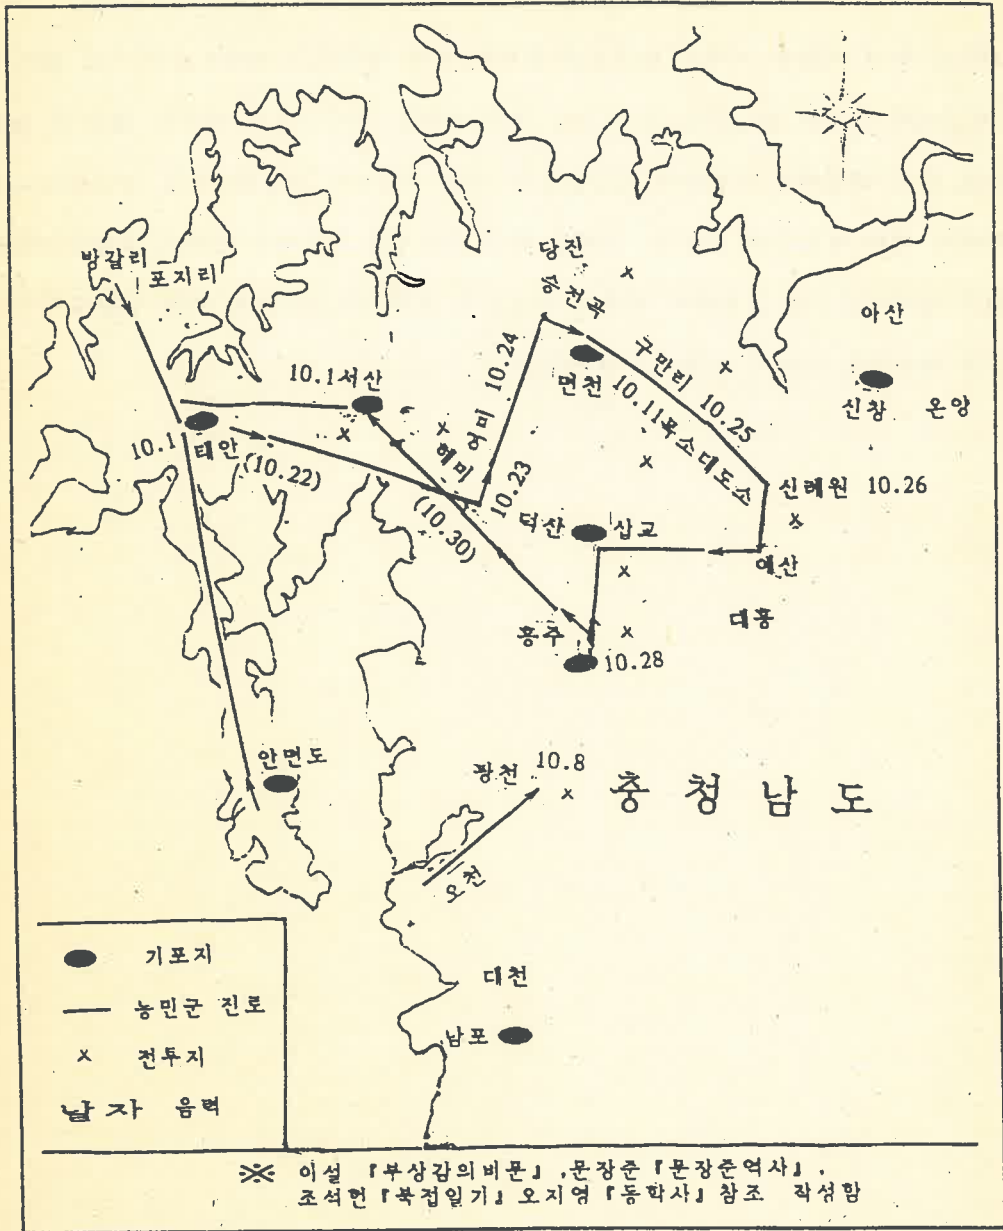 방갈리
포지리
당진
승전곡
아산
구만리 10.25
면천
10.11목소대도소
신창 온양
10.24
여미
10.1서산
해미
10.1
태안
(10.22)
10.23
(10.30)
신례원 10.26
덕산
삽교
예산
대흥
홍주
10.28
안면도
광천
10.8
충청남도
오천
대천
남포
기포지
농민군 진로
x 전투지
날자 음력
※ 이설 『부상감의비문』,문장준 『문장준역사』,
조석헌『북접일기』오지영『동학사』참조 작성함